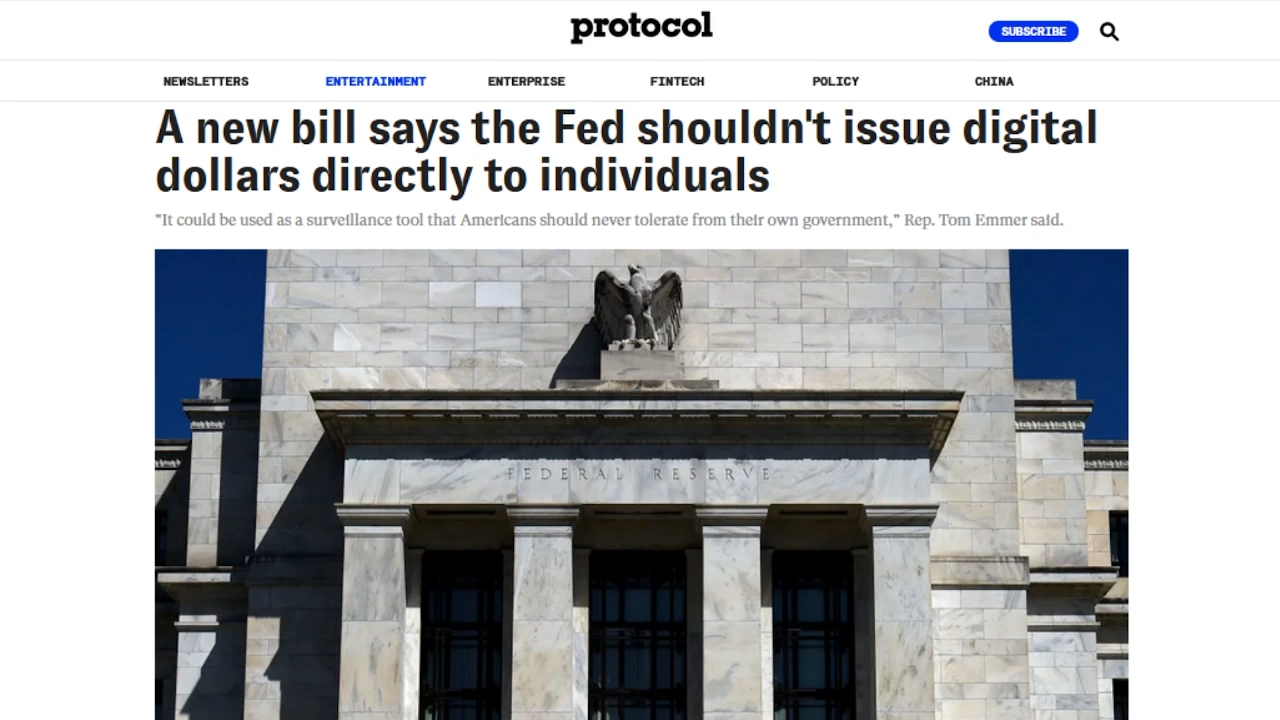 protocol
SUBSCRIBE
NEWSLETTERS ENTERTAINMENT ENTERPRISE FINTECH POLICY CHINA
A new bill says the Fed shouldn't issue digital
dollars directly to individuals
"It could be used as a surveillance tool that Americans should never tolerate from their own government,” Rep. Tom Emmer said.
FEDERAL RESERVE